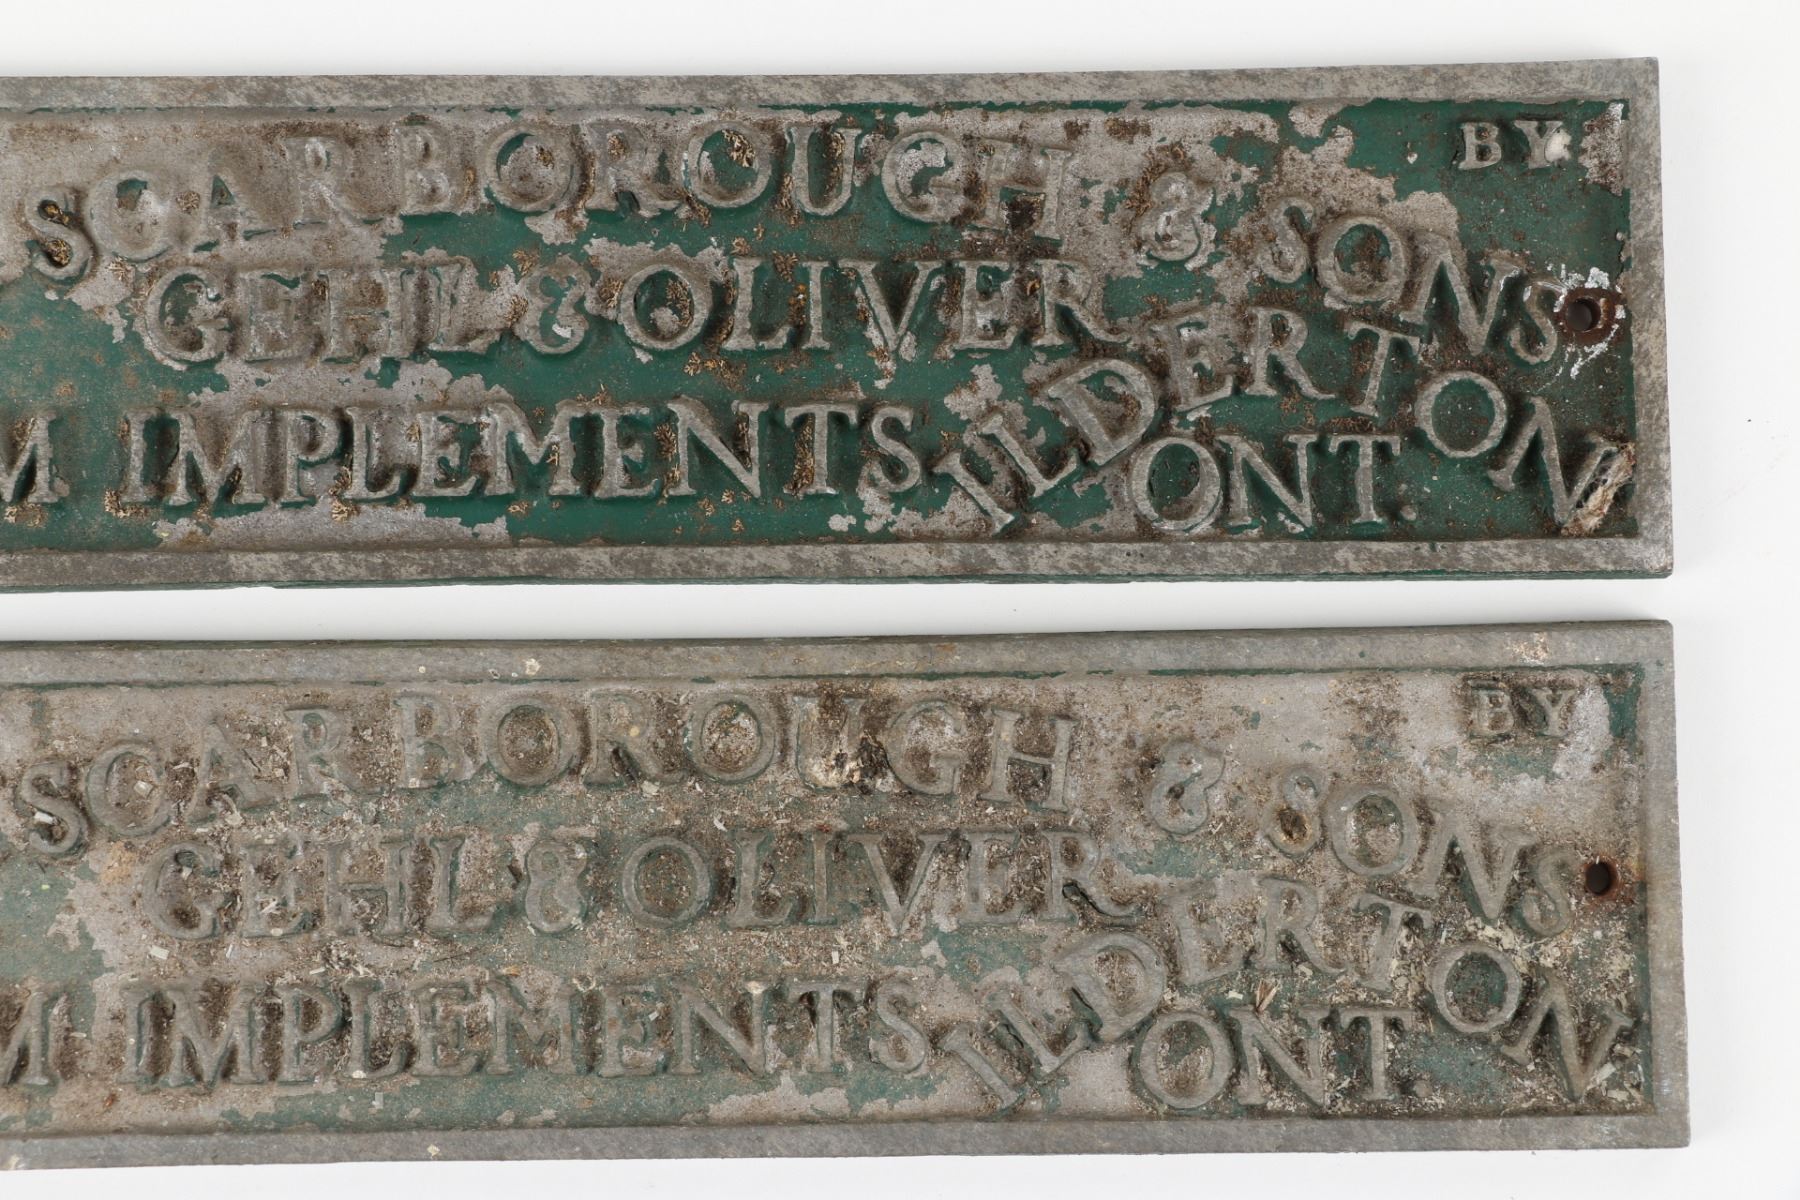 BY
SCARBOROUGH & SONS
GEHL & OLIVER
M IMPLEMENTS ILDERTON
ONT.
BY
SCARBOROUGH & SONS
GEHL & OLIVER
M IMPLEMENTS ILDERTON
ONT.